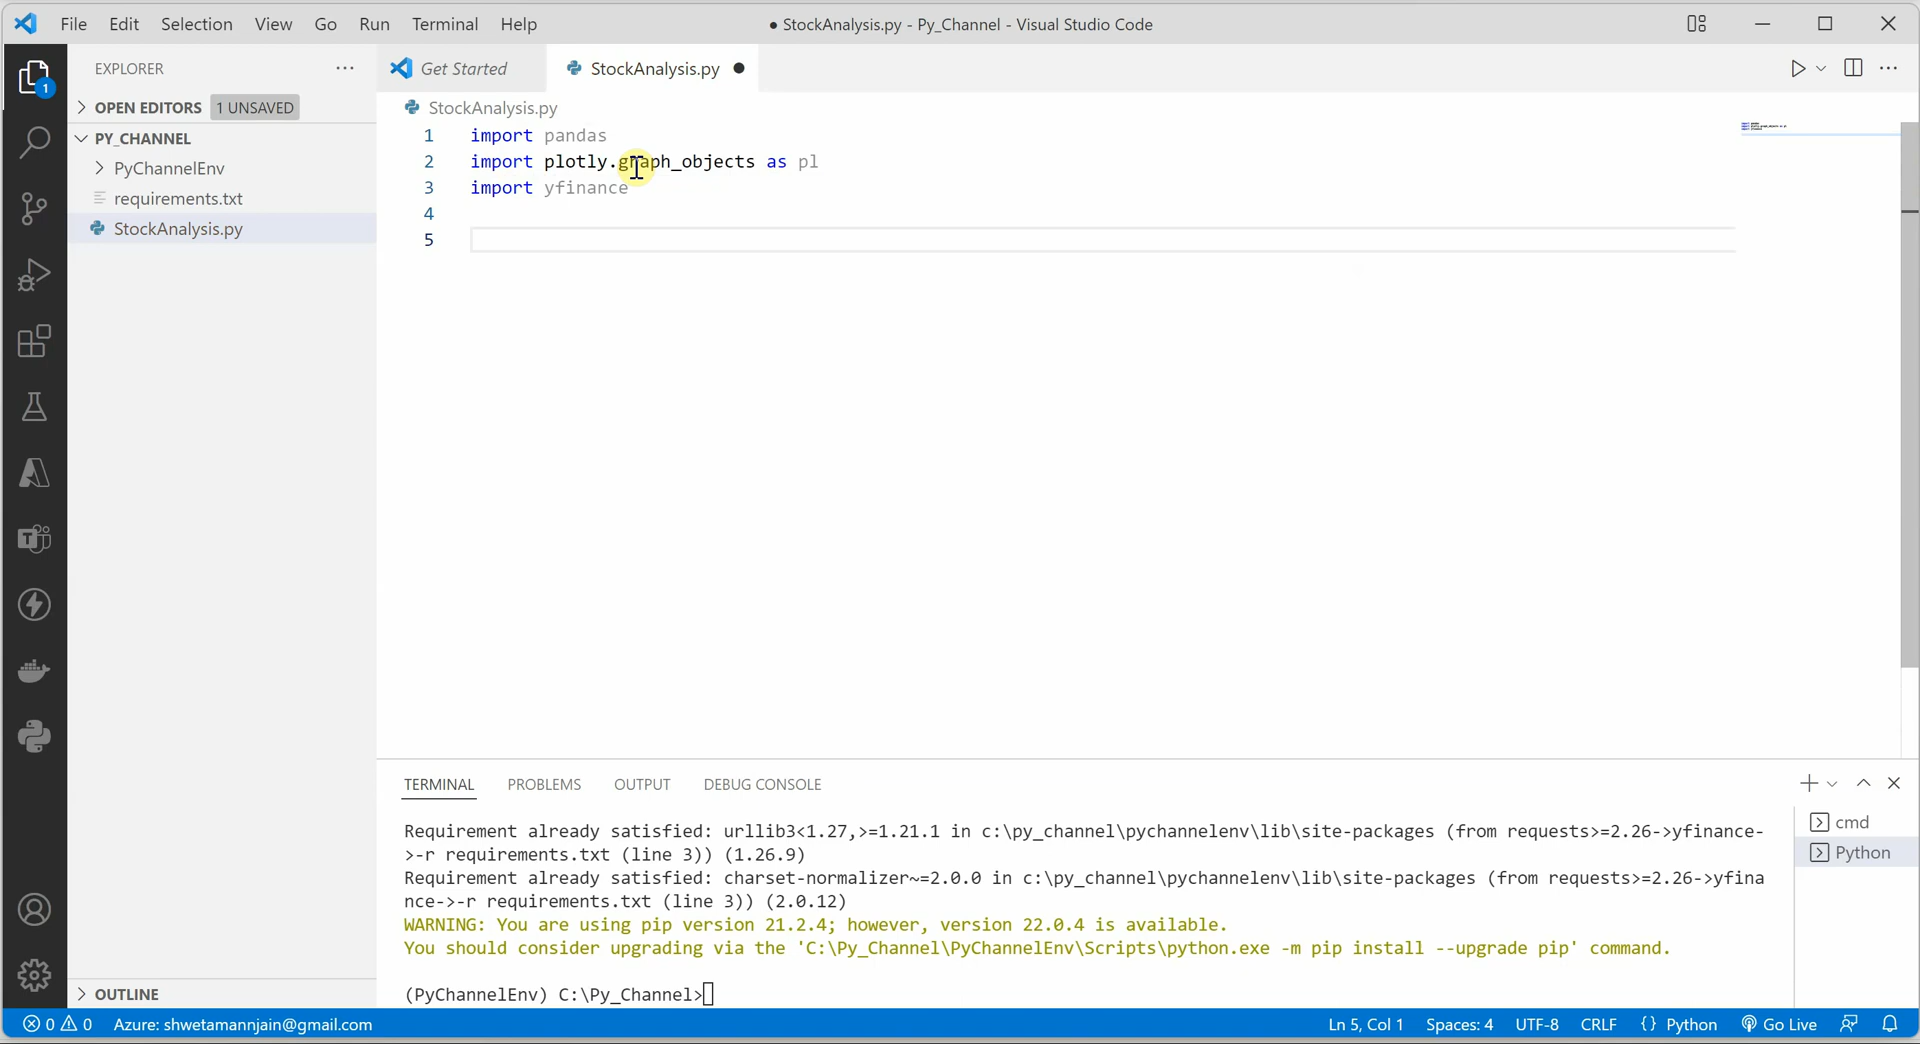 File Edit Selection View Go Run Terminal Help
● StockAnalysis.py - Py_Channel - Visual Studio Code
1
EXPLORER
OPEN EDITORS 1 UNSAVED
PY_CHANNEL
PyChannelEnv
requirements.txt
StockAnalysis.py
OUTLINE
Get Started
StockAnalysis.py
StockAnalysis.py
1 import pandas
2 import plotly.graph_objects as pl
3 import yfinance
4
5
TERMINAL PROBLEMS OUTPUT DEBUG CONSOLE
Requirement already satisfied: urllib3<1.27,>=1.21.1 in c:\py_channel\pychannelenv\lib\site-packages (from requests>=2.26->yfinance-
>-r requirements.txt (line 3)) (1.26.9)
Requirement already satisfied: charset-normalizer~=2.0.0 in c:\py_channel\pychannelenv\lib\site-packages (from requests>=2.26->yfina
nce->-r requirements.txt (line 3)) (2.0.12)
WARNING: You are using pip version 21.2.4; however, version 22.0.4 is available.
You should consider upgrading via the 'C:\Py_Channel\PyChannelEnv\Scripts\python.exe -m pip install --upgrade pip' command.
(PyChannelEnv) C:\Py_Channel>
cmd
Python
0 0 Azure: shwetamannjain@gmail.com
Ln 5, Col 1 Spaces: 4 UTF-8 CRLF {} Python Go Live